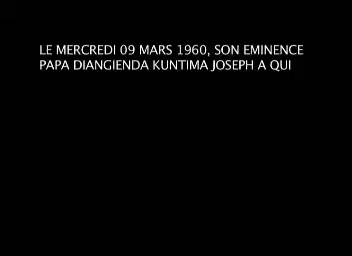 LE MERCREDI 09 MARS 1960, SON EMINENCE
PAPA DIANGIENDA KUNTIMA JOSEPH A QUI